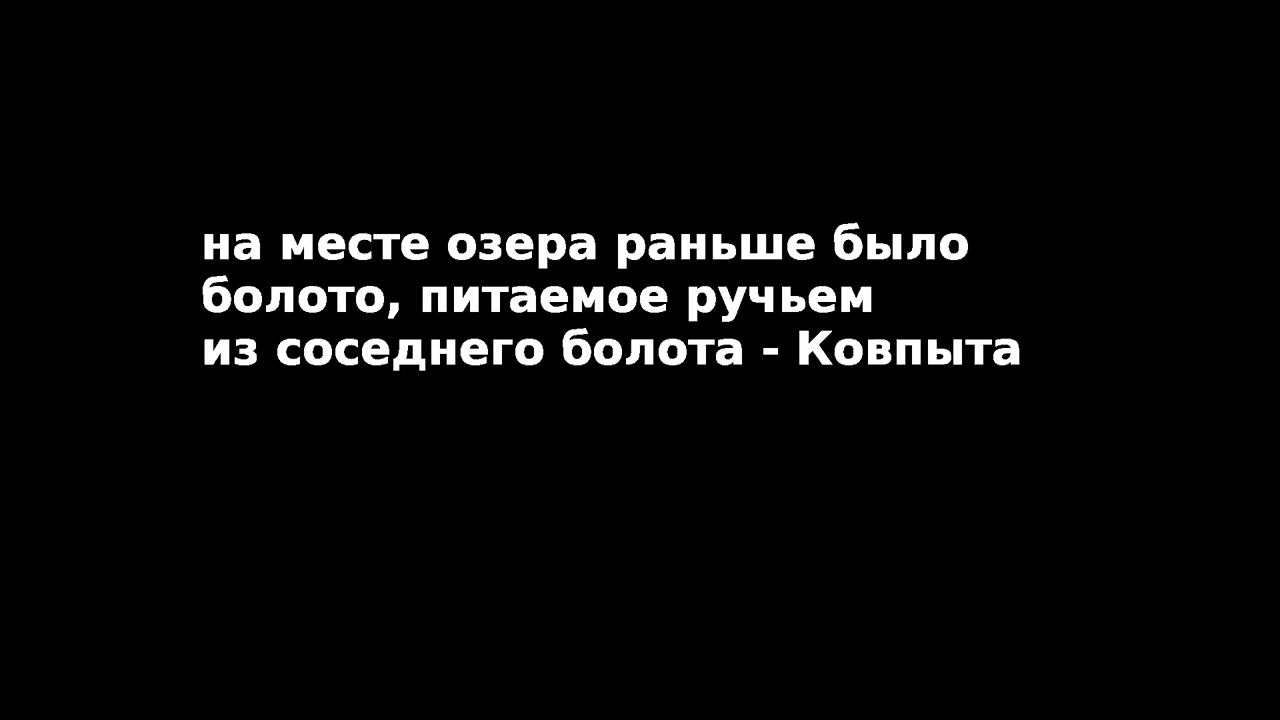 на месте озера раньше было
болото, питаемое ручьем
из соседнего болота - Ковпыта